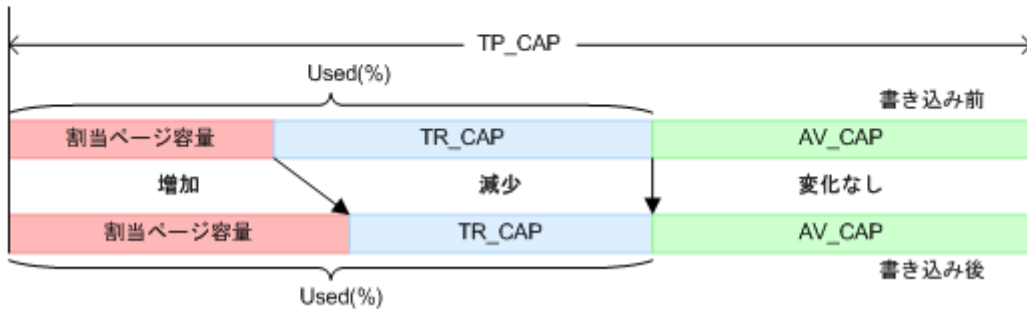 TP_CAP
Used(%)
書き込み前
割当ページ容量 TR_CAP AV_CAP
増加 減少 変化なし
割当ページ容量 TR_CAP AV_CAP
書き込み後
Used(%)